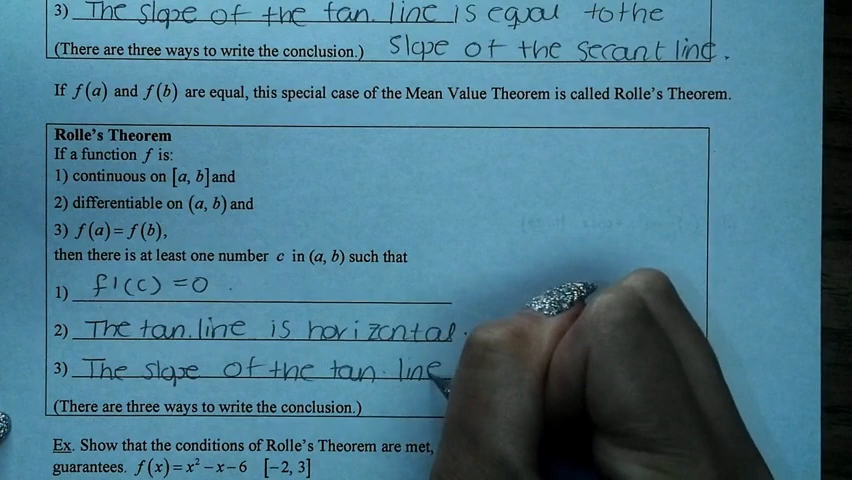 3) The slope of the tan. line is equal to the
(There are three ways to write the conclusion.) slope of the secant line.
If f(a) and f(b) are equal, this special case of the Mean Value Theorem is called Rolle's Theorem.
Rolle's Theorem
If a function f is:
1) continuous on [a, b] and
2) differentiable on (a, b) and
3) f(a) = f(b),
then there is at least one number c in (a, b) such that
1) f'(c) = 0.
2) The tan. line is horizontal.
3) The slope of the tan. line
(There are three ways to write the conclusion.)
Ex. Show that the conditions of Rolle's Theorem are met,
guarantees. f(x) = x² − x − 6 [−2, 3]